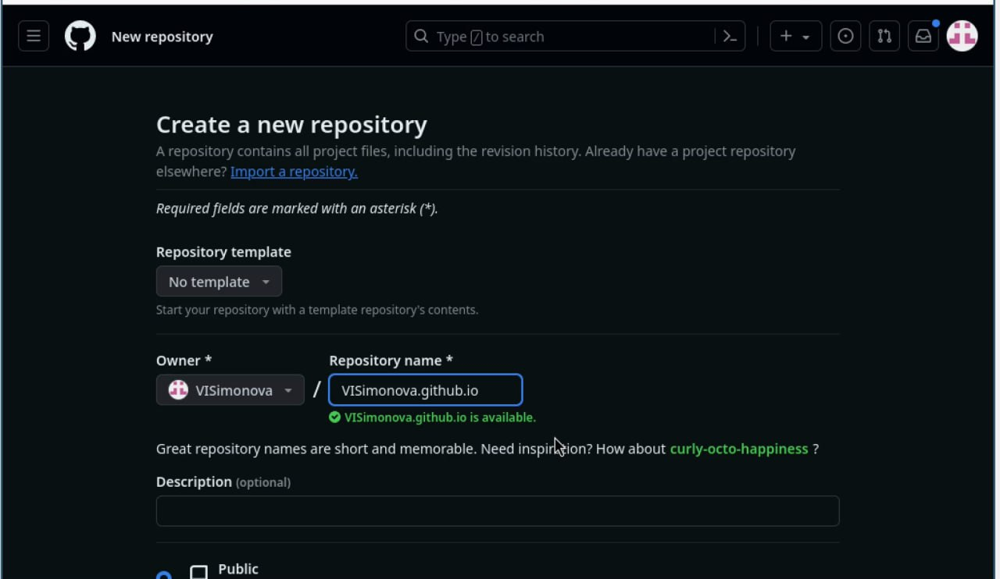 New repository
Type / to search
Create a new repository
A repository contains all project files, including the revision history. Already have a project repository
elsewhere? Import a repository.
Required fields are marked with an asterisk (*).
Repository template
No template
Start your repository with a template repository's contents.
Owner * Repository name *
VISimonova / VISimonova.github.io
VISimonova.github.io is available.
Great repository names are short and memorable. Need inspiration? How about curly-octo-happiness ?
Description (optional)
Public